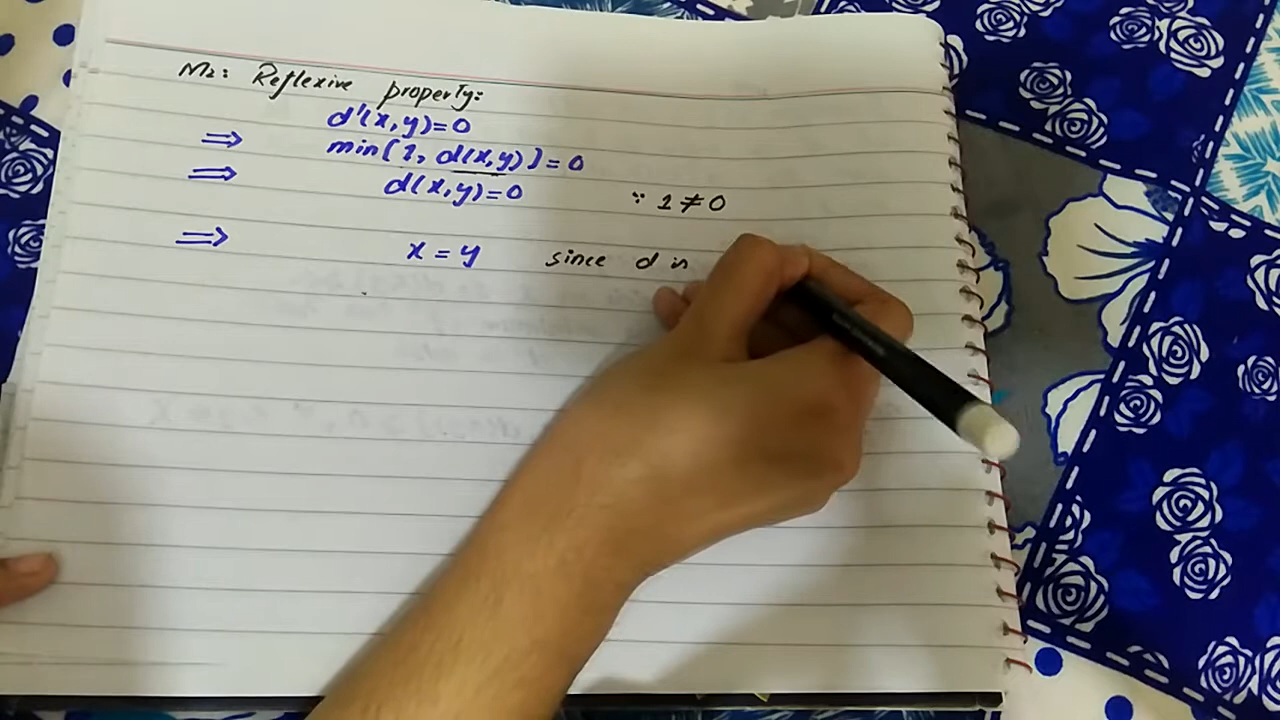 M2: Reflexive property:
d'(x,y)=0
⇒ min(1, d(x,y))=0
⇒ d(x,y)=0 ∵ 1≠0
⇒ x = y since d is